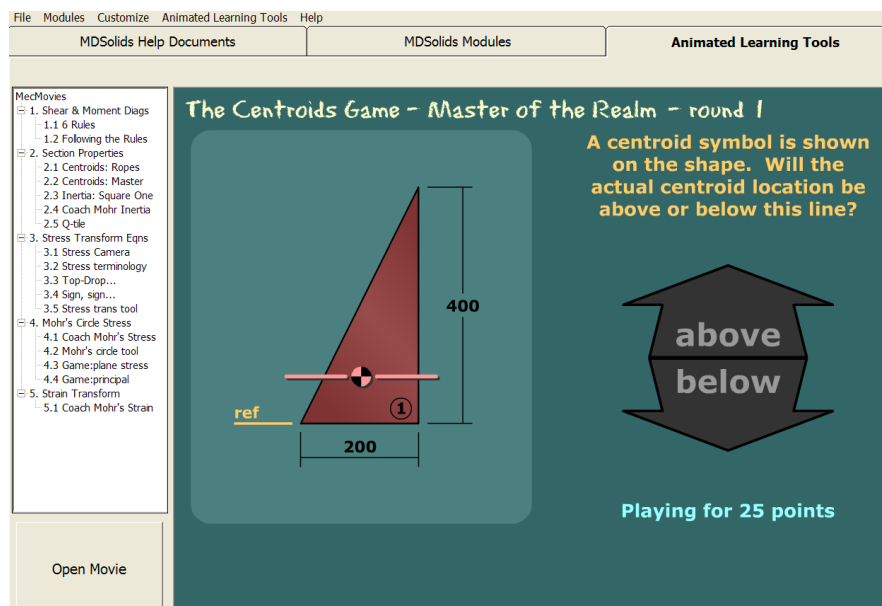 File Modules Customize Animated Learning Tools Help
MDSolids Help Documents
MDSolids Modules
Animated Learning Tools
MecMovies
1. Shear & Moment Diags
1.1 6 Rules
1.2 Following the Rules
2. Section Properties
2.1 Centroids: Ropes
2.2 Centroids: Master
2.3 Inertia: Square One
2.4 Coach Mohr Inertia
2.5 Q-tile
3. Stress Transform Eqns
3.1 Stress Camera
3.2 Stress terminology
3.3 Top-Drop...
3.4 Sign, sign...
3.5 Stress trans tool
4. Mohr's Circle Stress
4.1 Coach Mohr's Stress
4.2 Mohr's circle tool
4.3 Game:plane stress
4.4 Game:principal
5. Strain Transform
5.1 Coach Mohr's Strain
Open Movie
The Centroids Game - Master of the Realm - round 1
A centroid symbol is shown
on the shape. Will the
actual centroid location be
above or below this line?
400
ref
1
200
above
below
Playing for 25 points